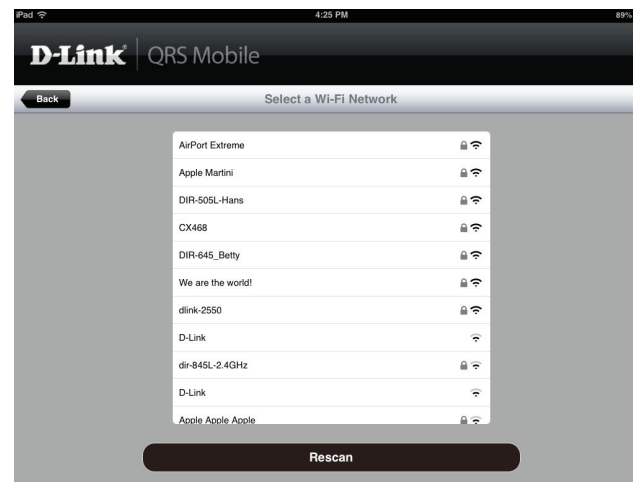 iPad 4:25 PM 89%
D-Link® QRS Mobile
Back Select a Wi-Fi Network
AirPort Extreme
Apple Martini
DIR-505L-Hans
CX468
DIR-645_Betty
We are the world!
dlink-2550
D-Link
dir-845L-2.4GHz
D-Link
Apple Apple Apple
Rescan